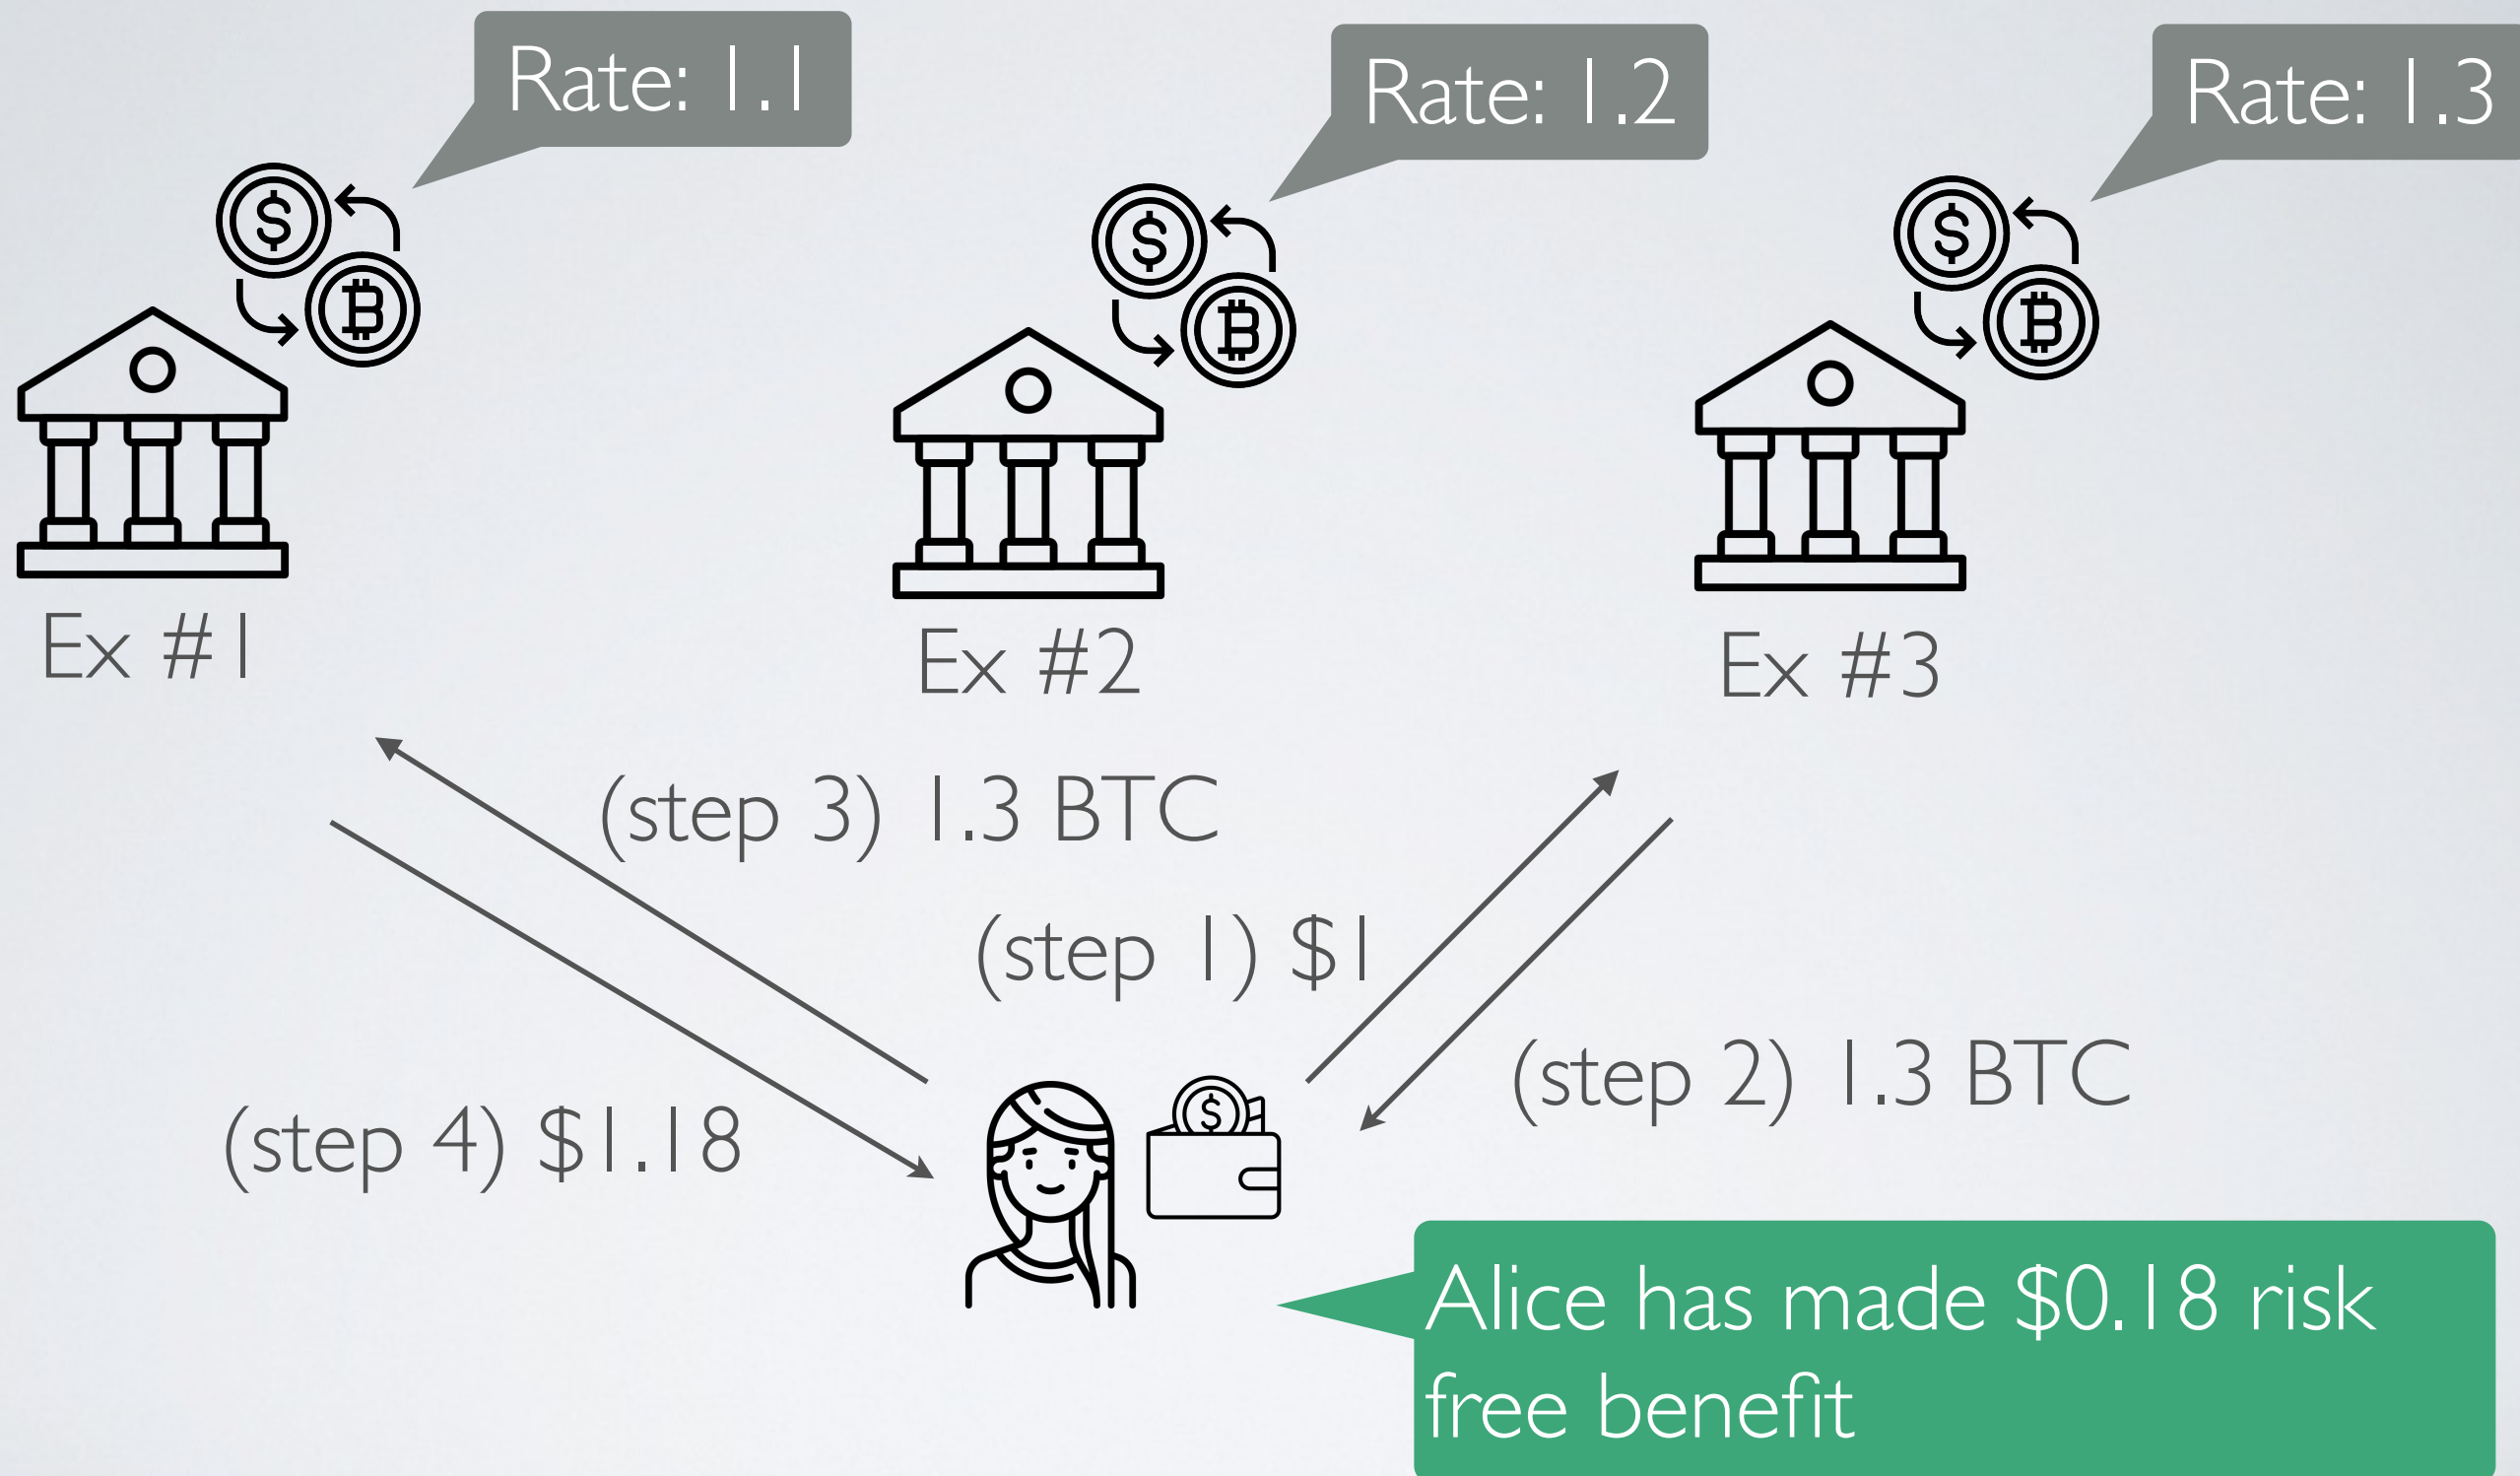 Rate: 1.1
Rate: 1.2
Rate: 1.3
Ex #1
Ex #2
Ex #3
(step 3) 1.3 BTC
(step 1) $1
(step 2) 1.3 BTC
(step 4) $1.18
Alice has made $0.18 risk
free benefit